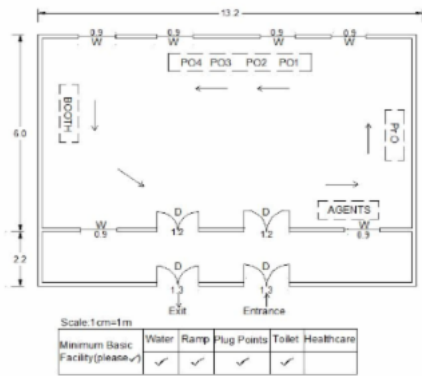 13.2
0.9 0.9 0.9 0.9
W W W W
PO4 PO3 PO2 PO1
BOOTH
PrO
6.0
AGENTS
W D D W
0.9 1.2 1.2 0.9
2.2
D D
1.3 1.3
Exit Entrance
Scale:1cm=1m
Minimum Basic Facility(please✓) Water Ramp Plug Points Toilet Healthcare
✓ ✓ ✓ ✓